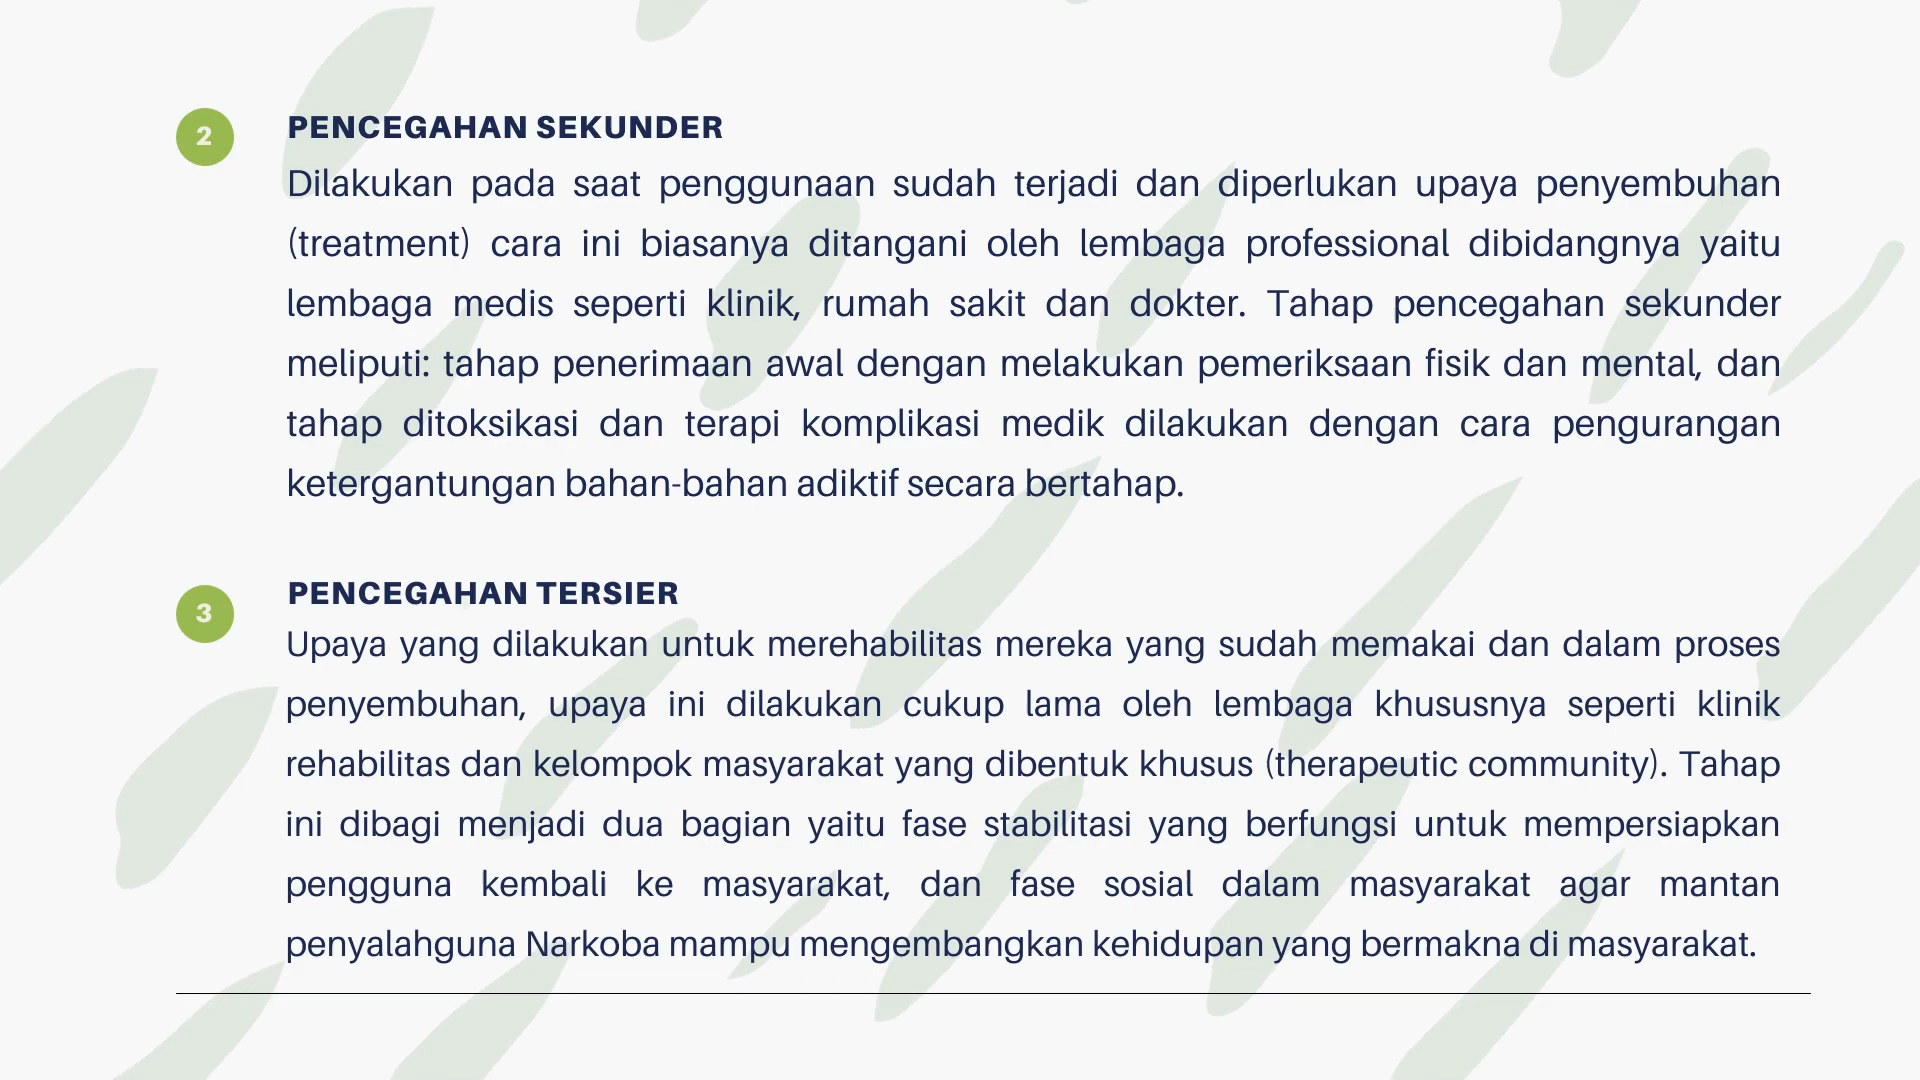 2
PENCEGAHAN SEKUNDER
Dilakukan pada saat penggunaan sudah terjadi dan diperlukan upaya penyembuhan
(treatment) cara ini biasanya ditangani oleh lembaga professional dibidangnya yaitu
lembaga medis seperti klinik, rumah sakit dan dokter. Tahap pencegahan sekunder
meliputi: tahap penerimaan awal dengan melakukan pemeriksaan fisik dan mental, dan
tahap ditoksikasi dan terapi komplikasi medik dilakukan dengan cara pengurangan
ketergantungan bahan-bahan adiktif secara bertahap.
3
PENCEGAHAN TERSIER
Upaya yang dilakukan untuk merehabilitas mereka yang sudah memakai dan dalam proses
penyembuhan, upaya ini dilakukan cukup lama oleh lembaga khususnya seperti klinik
rehabilitas dan kelompok masyarakat yang dibentuk khusus (therapeutic community). Tahap
ini dibagi menjadi dua bagian yaitu fase stabilitasi yang berfungsi untuk mempersiapkan
pengguna kembali ke masyarakat, dan fase sosial dalam masyarakat agar mantan
penyalahguna Narkoba mampu mengembangkan kehidupan yang bermakna di masyarakat.